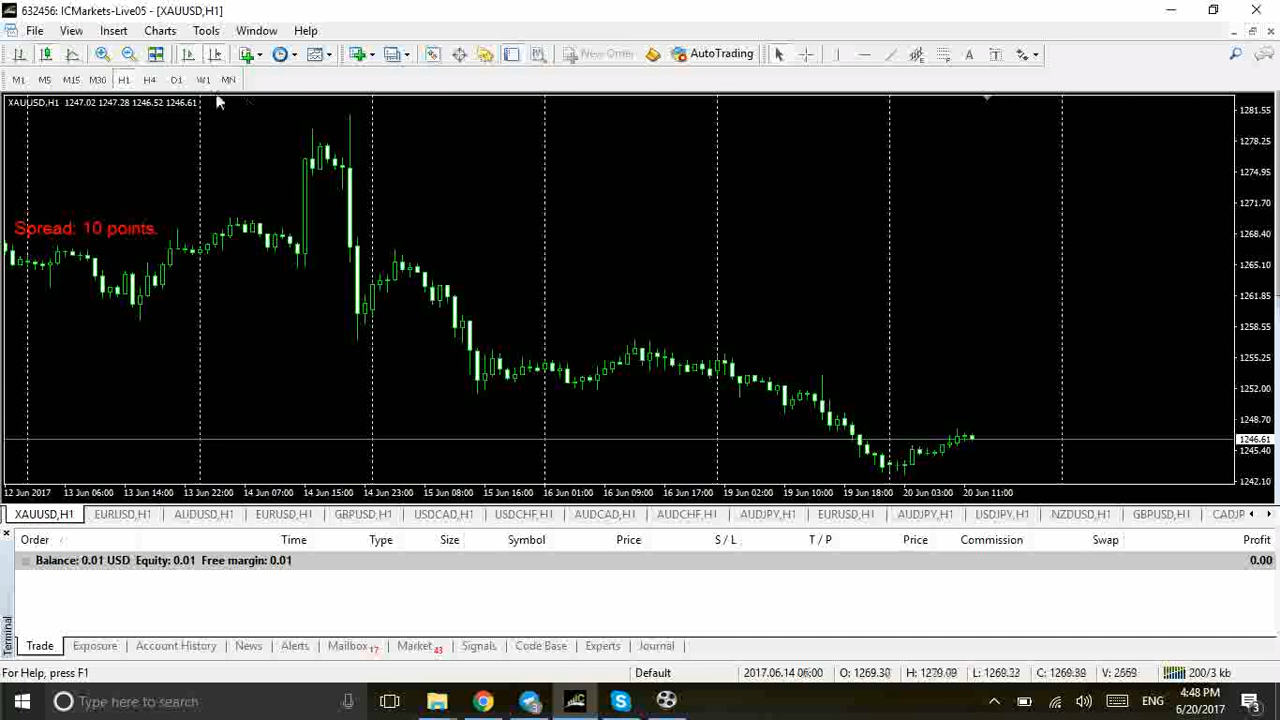 632456: ICMarkets-Live05 - [XAUUSD,H1]
File View Insert Charts Tools Window Help
New Order AutoTrading
M1 M5 M15 M30 H1 H4 D1 W1 MN
XAUUSD,H1 1247.02 1247.28 1246.52 1246.61
Spread: 10 points.
1281.55
1278.25
1274.95
1271.70
1268.40
1265.10
1261.85
1258.55
1255.25
1252.00
1248.70
1246.61
1245.40
1242.10
12 Jun 2017 13 Jun 06:00 13 Jun 14:00 13 Jun 22:00 14 Jun 07:00 14 Jun 15:00 14 Jun 23:00 15 Jun 08:00 15 Jun 16:00 16 Jun 01:00 16 Jun 09:00 16 Jun 17:00 19 Jun 02:00 19 Jun 10:00 19 Jun 18:00 20 Jun 03:00 20 Jun 11:00
XAUUSD,H1 EURUSD,H1 AUDUSD,H1 EURUSD,H1 GBPUSD,H1 USDCAD,H1 USDCHF,H1 AUDCAD,H1 AUDCHF,H1 AUDJPY,H1 EURUSD,H1 AUDJPY,H1 USDJPY,H1 NZDUSD,H1 GBPUSD,H1 CADJP
Order Time Type Size Symbol Price S / L T / P Price Commission Swap Profit
Balance: 0.01 USD Equity: 0.01 Free margin: 0.01 0.00
Terminal
Trade Exposure Account History News Alerts Mailbox 17 Market 43 Signals Code Base Experts Journal
For Help, press F1 Default 2017.06.14 06:00 O: 1269.30 H: 1270.09 L: 1269.22 C: 1269.39 V: 2559 200/3 kb
Type here to search ENG 4:48 PM
6/20/2017 3